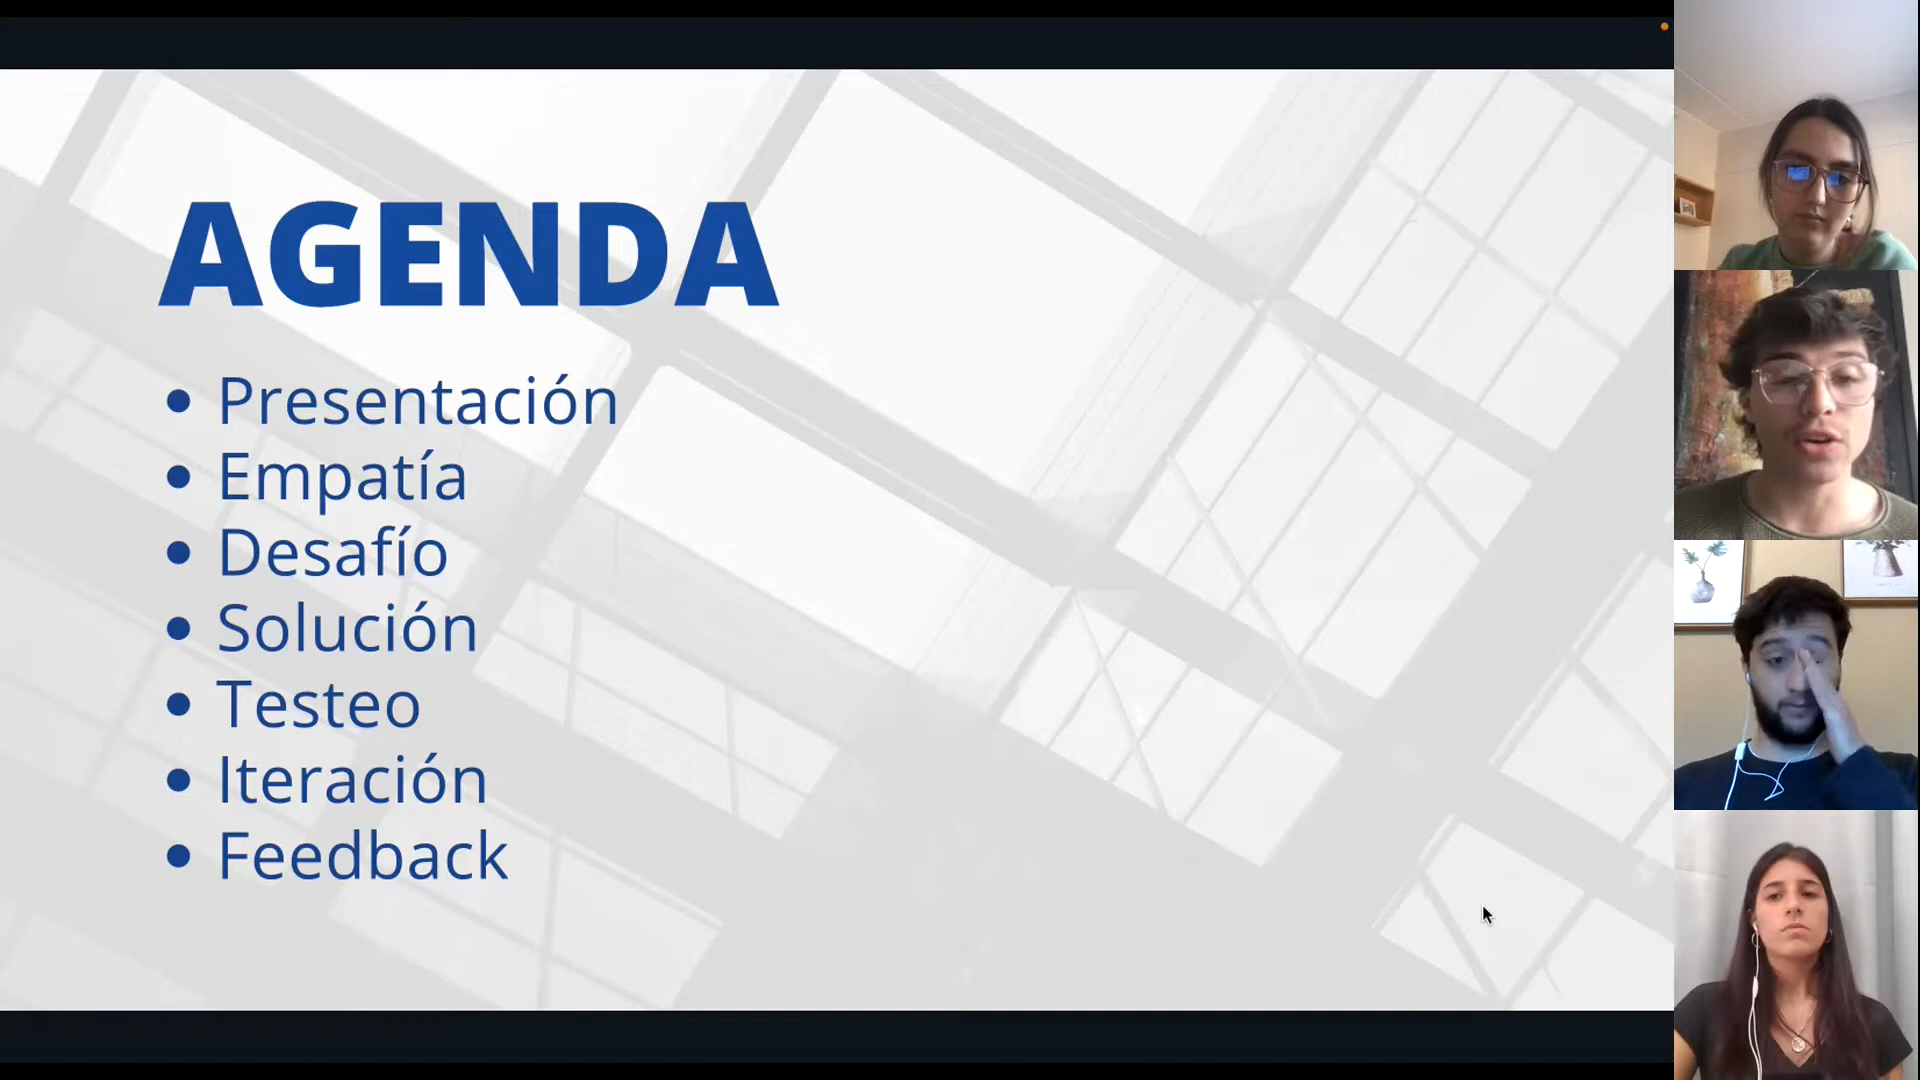 AGENDA
• Presentación
• Empatía
• Desafío
• Solución
• Testeo
• Iteración
• Feedback